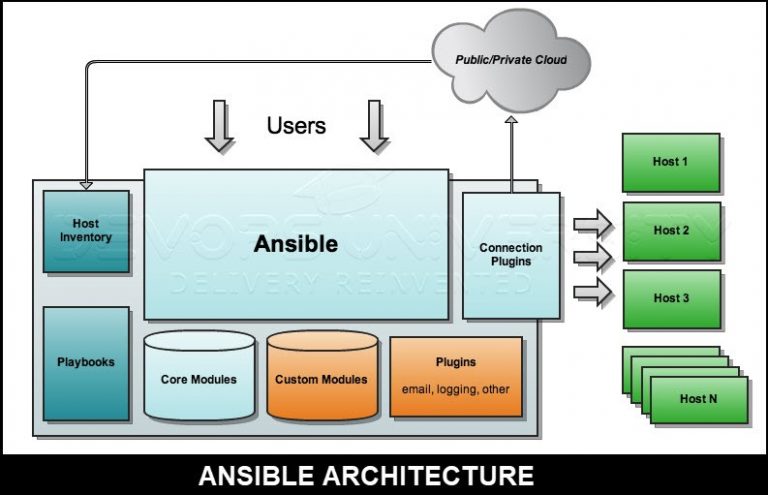 Public/Private Cloud
Users
Host
Inventory
Ansible
Connection
Plugins
Host 1
Host 2
Host 3
Host N
Playbooks
Core Modules
Custom Modules
Plugins
email, logging, other
DEVOPS UNIVERSITY
DELIVERY REINVENTED
ANSIBLE ARCHITECTURE